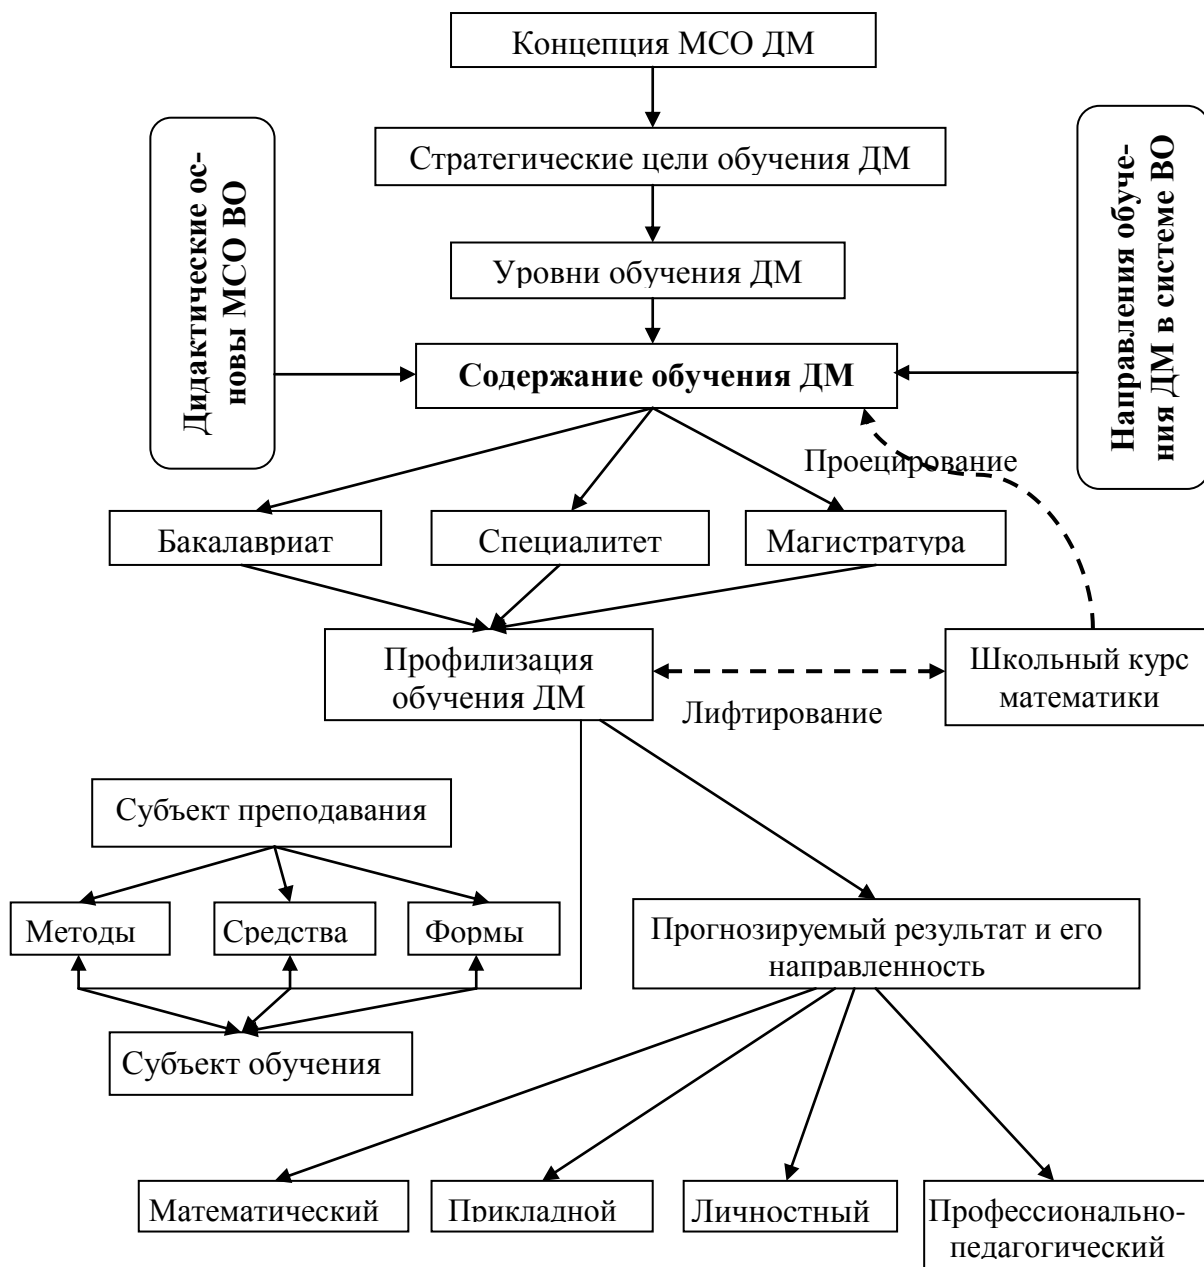 Концепция МСО ДМ
Стратегические цели обучения ДМ
Дидактические ос-
новы МСО ВО
Направления обуче-
ния ДМ в системе ВО
Уровни обучения ДМ
Содержание обучения ДМ
Проецирование
Бакалавриат
Специалитет
Магистратура
Профилизация
обучения ДМ
Школьный курс
математики
Лифтирование
Субъект преподавания
Методы
Средства
Формы
Прогнозируемый результат и его
направленность
Субъект обучения
Математический
Прикладной
Личностный
Профессионально-
педагогический